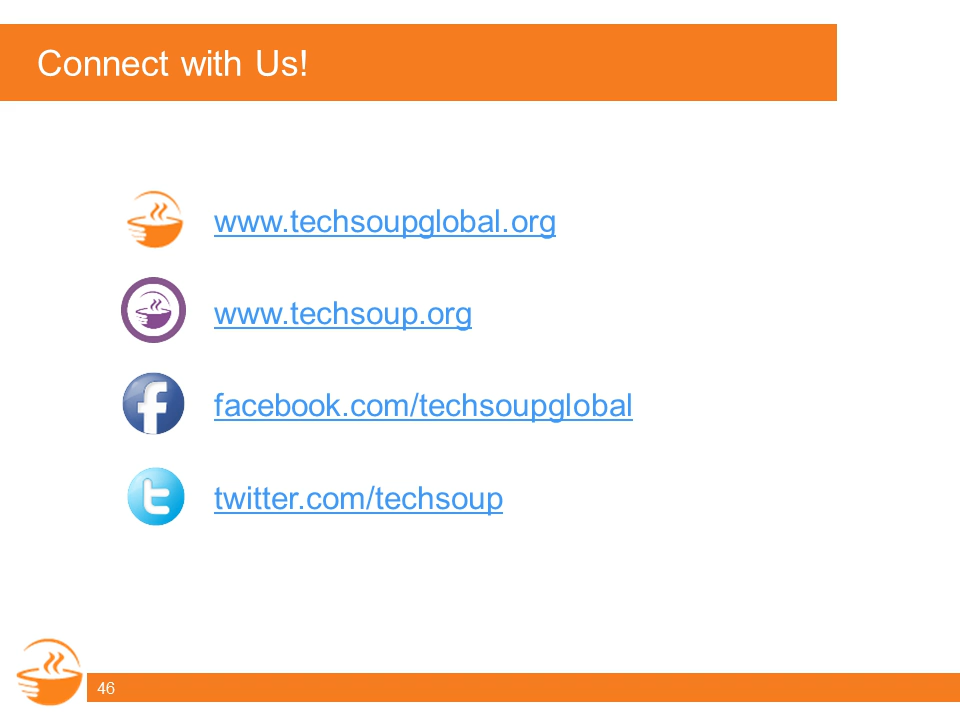 Connect with Us!
www.techsoupglobal.org
www.techsoup.org
facebook.com/techsoupglobal
twitter.com/techsoup
46